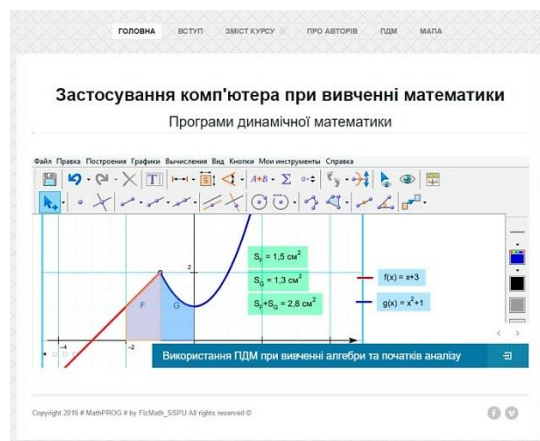 ГОЛОВНА ВСТУП ЗМІСТ КУРСУ ПРО АВТОРІВ ПДМ МАПА
Застосування комп'ютера при вивченні математики
Програми динамічної математики
Файл Правка Построения Графики Вычисления Вид Кнопки Мои инструменты Справка
T A+B Σ
2
S_F = 1,5 см²
S_G = 1,3 см²
S_F+S_G = 2,8 см²
f(x) = x+3
g(x) = x²+1
F G
-4 -2
Використання ПДМ при вивченні алгебри та початків аналізу
Copyright 2016 # MathPROG # by FizMath_SSPU All rights reserved ©